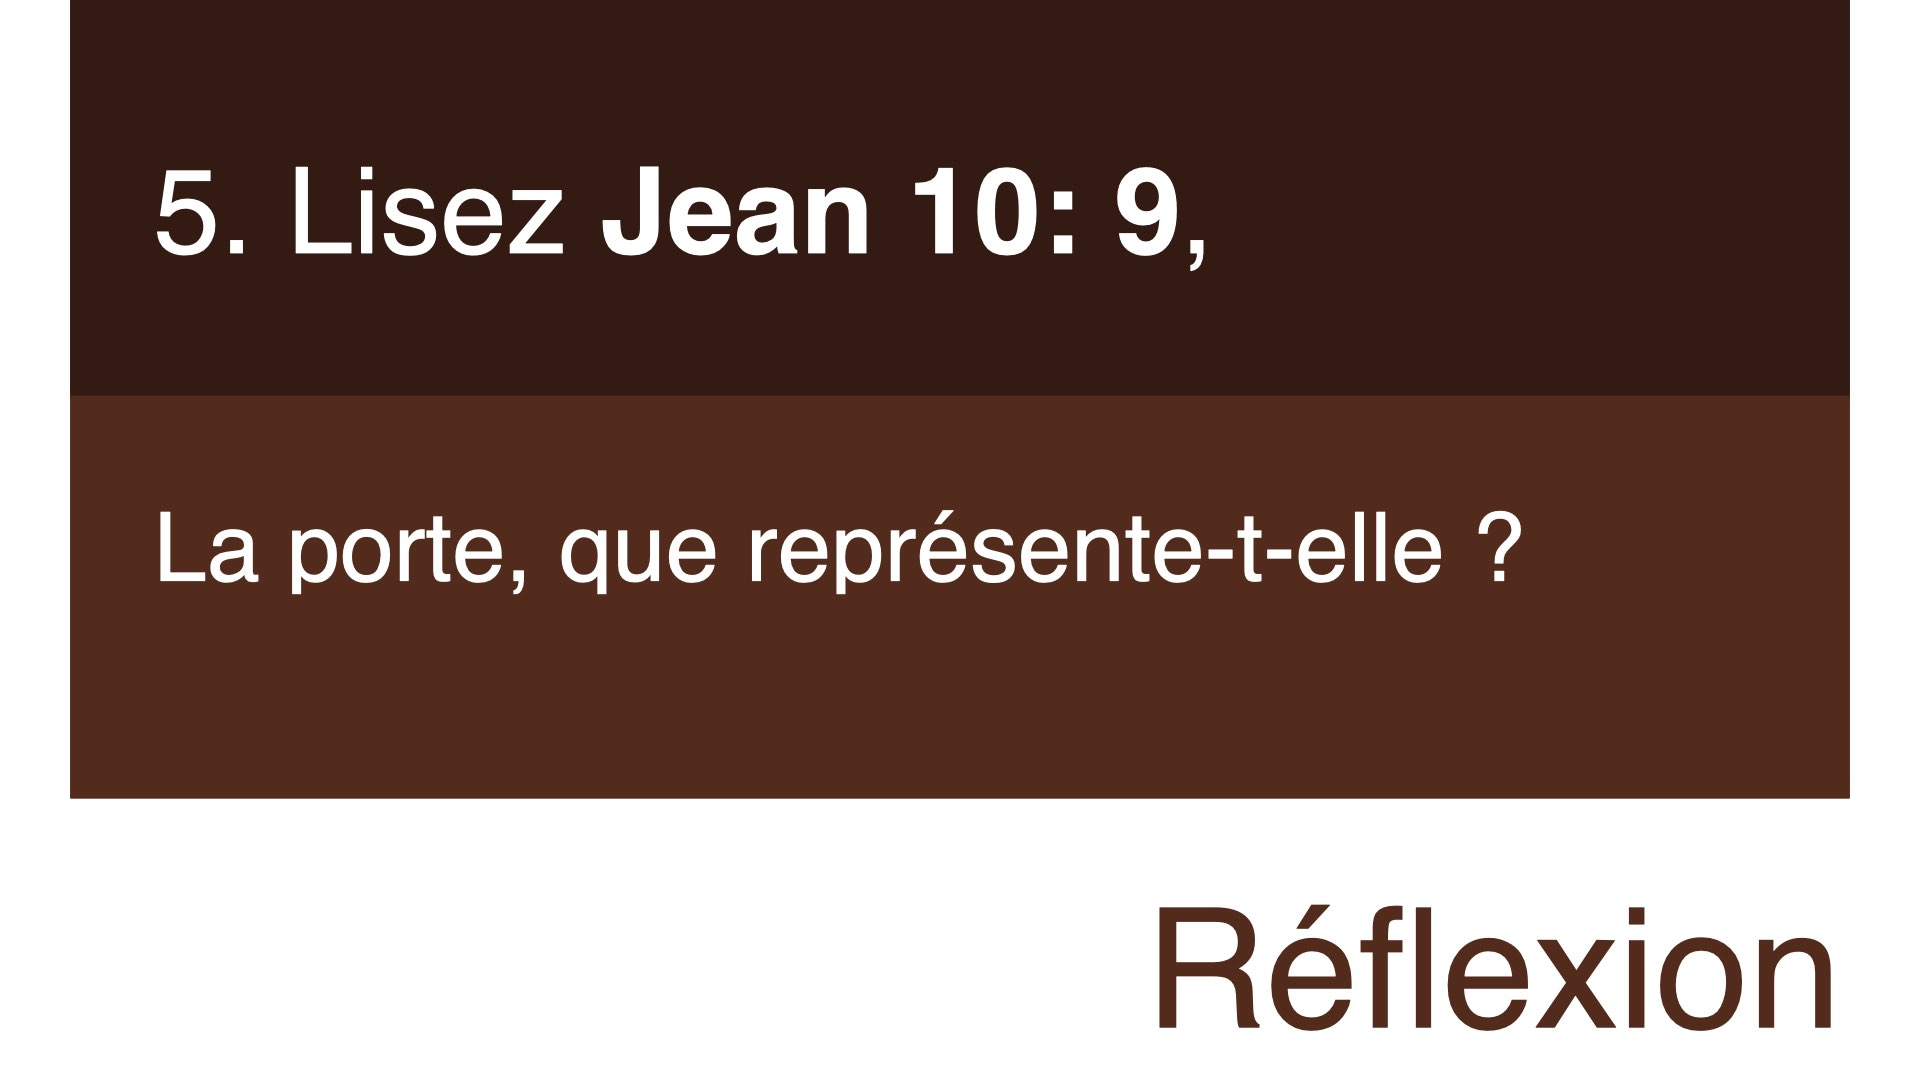 5. Lisez Jean 10: 9,
La porte, que représente-t-elle ?
Réflexion